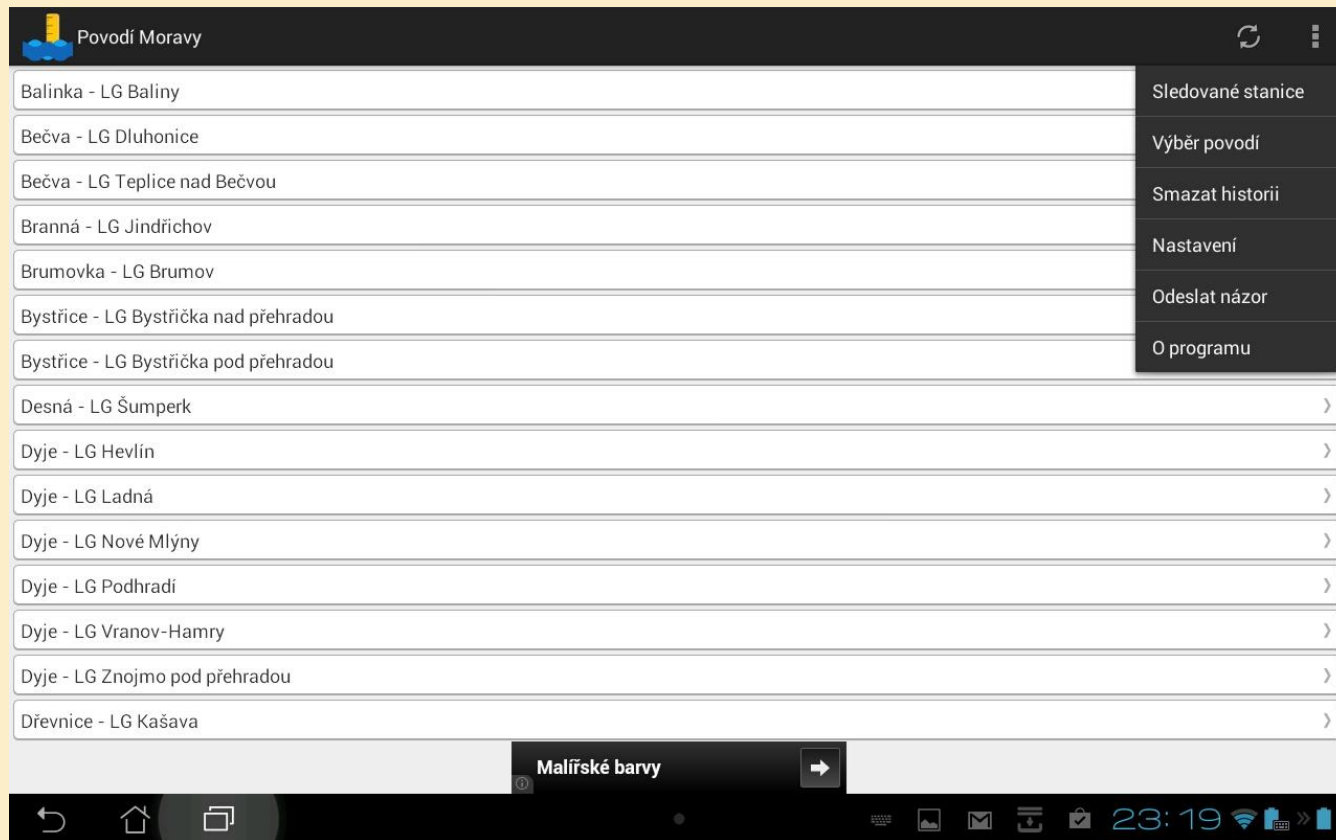 Povodí Moravy
Balinka - LG Baliny
Bečva - LG Dluhonice
Bečva - LG Teplice nad Bečvou
Branná - LG Jindřichov
Brumovka - LG Brumov
Bystřice - LG Bystřička nad přehradou
Bystřice - LG Bystřička pod přehradou
Desná - LG Šumperk
Dyje - LG Hevlín
Dyje - LG Ladná
Dyje - LG Nové Mlýny
Dyje - LG Podhradí
Dyje - LG Vranov-Hamry
Dyje - LG Znojmo pod přehradou
Dřevnice - LG Kašava
Sledované stanice
Výběr povodí
Smazat historii
Nastavení
Odeslat názor
O programu
Malířské barvy
23:19